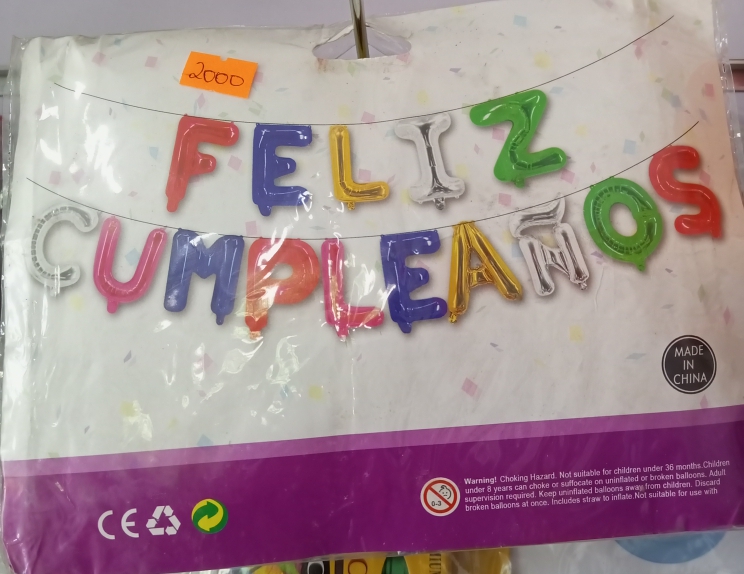 2000
FELIZ
CUMPLEAÑOS
MADE
IN
CHINA
Warning! Choking Hazard. Not suitable for children under 36 months.Children
under 8 years can choke or suffocate on uninflated or broken balloons. Adult
supervision required. Keep uninflated balloons away from children. Discard
broken balloons at once. Includes straw to inflate.Not suitable for use with
0-3
CE